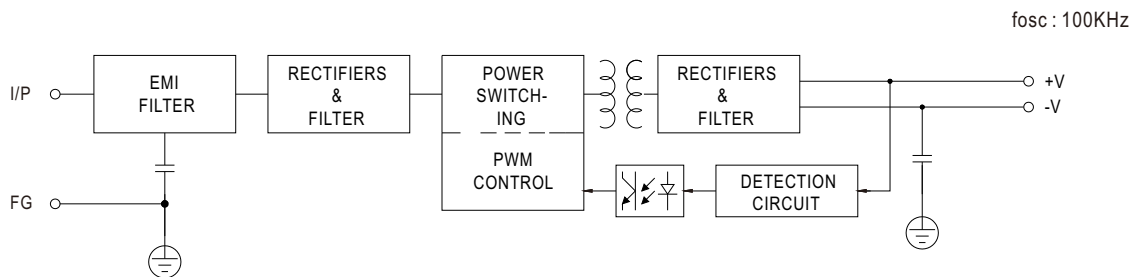 fosc : 100KHz
I/P
EMI
FILTER
RECTIFIERS
&
FILTER
POWER
SWITCH-
ING
PWM
CONTROL
RECTIFIERS
&
FILTER
+V
-V
DETECTION
CIRCUIT
FG